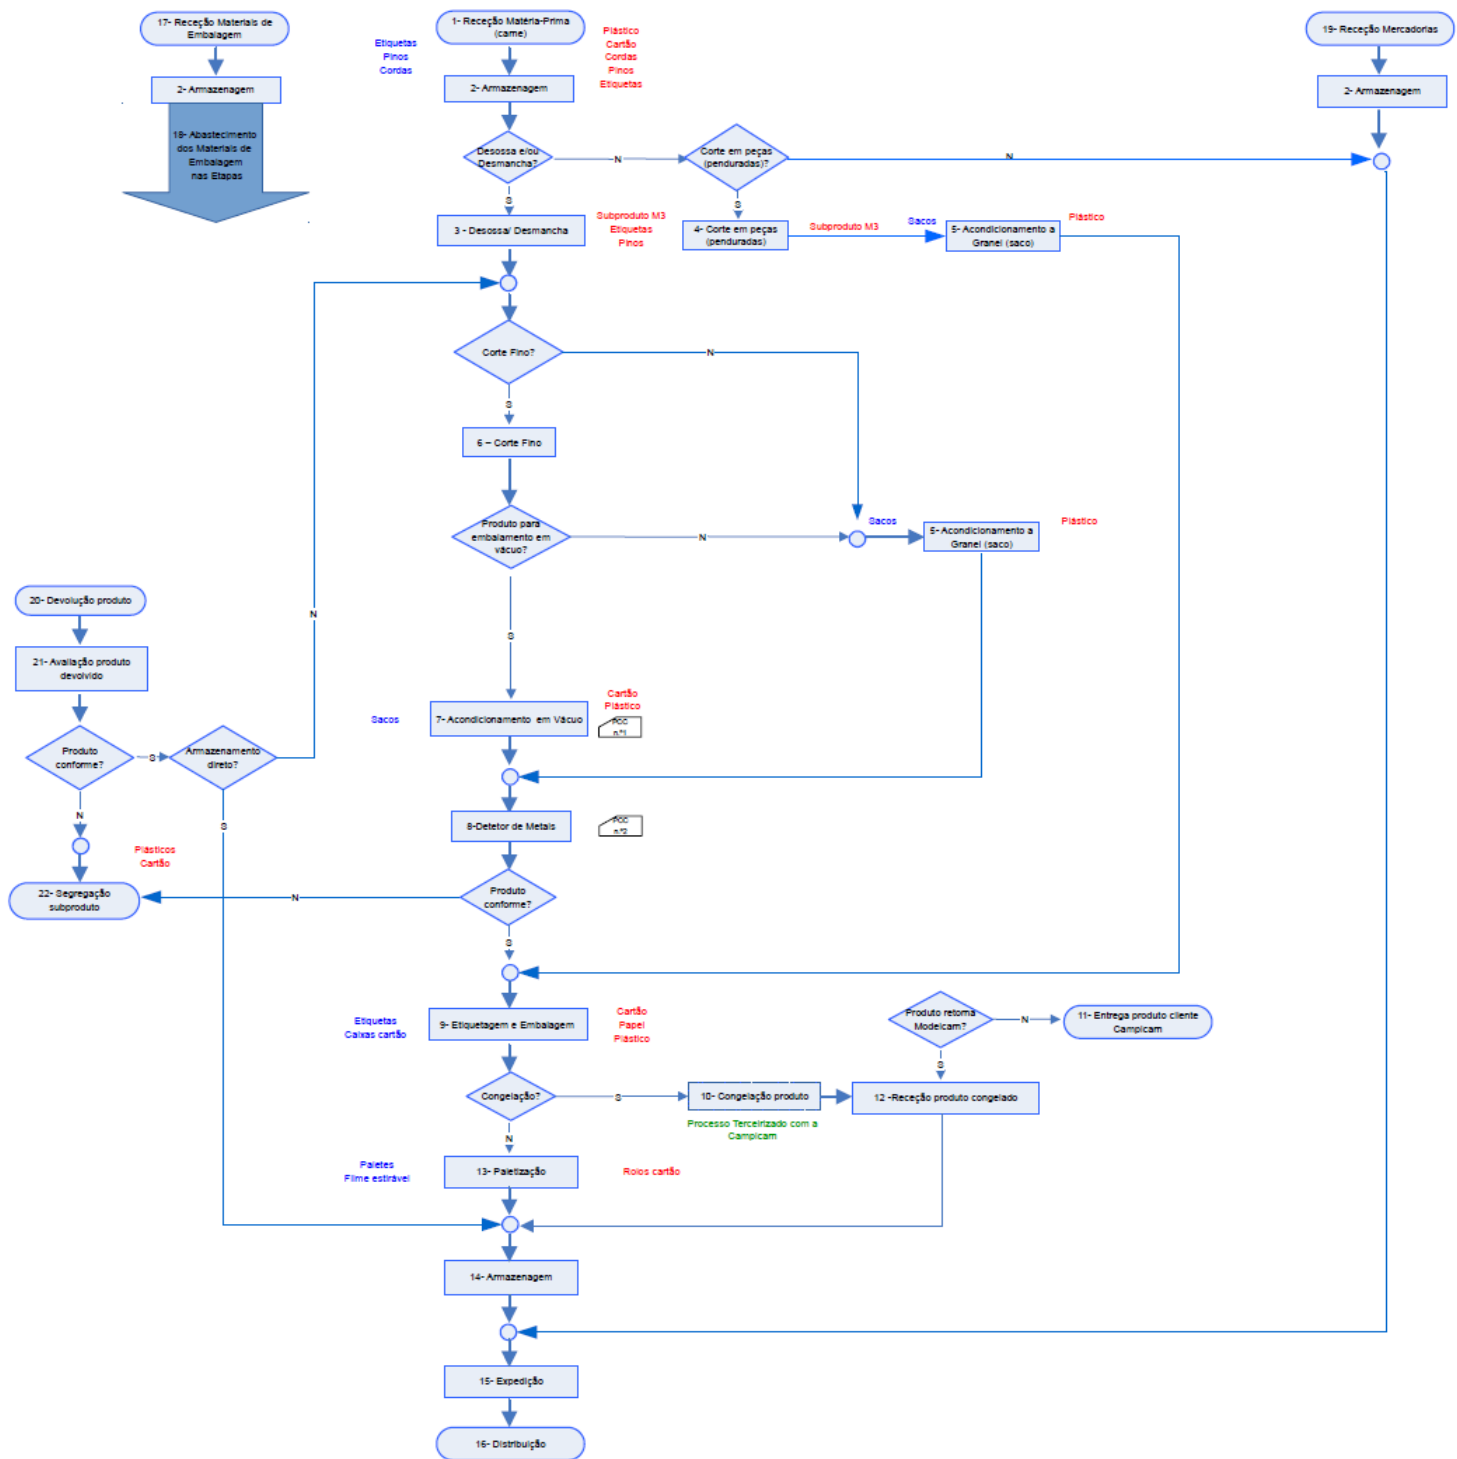 17- Receção Materiais de
Embalagem
1- Receção Matéria-Prima
(carne)
19- Receção Mercadorias
Etiquetas
Pinos
Cordas
Plástico
Cartão
Cordas
Pinos
Etiquetas
2- Armazenagem
2- Armazenagem
2- Armazenagem
18- Abastecimento
dos Materiais de
Embalagem
nas Etapas
Desossa e/ou
Desmancha?
N
Corte em peças
(penduradas)?
N
S
S
3 - Desossa/ Desmancha
Subproduto M3
Etiquetas
Pinos
4- Corte em peças
(penduradas)
Subproduto M3
Sacos
5- Acondicionamento a
Granel (saco)
Plástico
Corte Fino?
N
S
6 – Corte Fino
Produto para
embalamento em
vácuo?
N
Sacos
5- Acondicionamento a
Granel (saco)
Plástico
20- Devolução produto
N
S
21- Avaliação produto
devolvido
Sacos
7- Acondicionamento em Vácuo
Cartão
Plástico
PCC
n.º1
Produto
conforme?
S
Armazenamento
direto?
N
S
8-Detetor de Metais
PCC
n.º2
Plásticos
Cartão
22- Segregação
subproduto
N
Produto
conforme?
S
Etiquetas
Caixas cartão
9- Etiquetagem e Embalagem
Cartão
Papel
Plástico
Produto retorna
Modelcam?
N
11- Entrega produto cliente
Campicarn
S
Congelação?
S
10- Congelação produto
12 -Receção produto congelado
Processo Terceirizado com a
Campicarn
N
Paletes
Filme estirável
13- Paletização
Rolos cartão
14- Armazenagem
15- Expedição
16- Distribuição